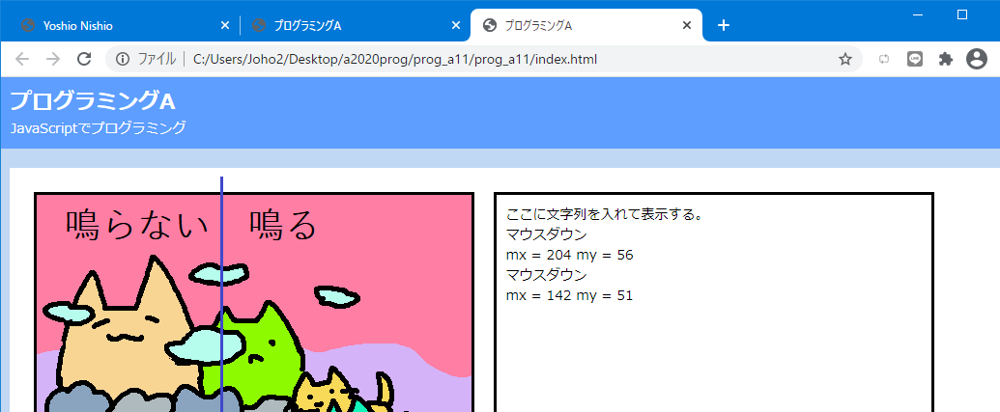 Yoshio Nishio
プログラミングA
プログラミングA
ファイル | C:/Users/Joho2/Desktop/a2020prog/prog_a11/prog_a11/index.html
プログラミングA
JavaScriptでプログラミング
鳴らない 鳴る
ここに文字列を入れて表示する。
マウスダウン
mx = 204 my = 56
マウスダウン
mx = 142 my = 51